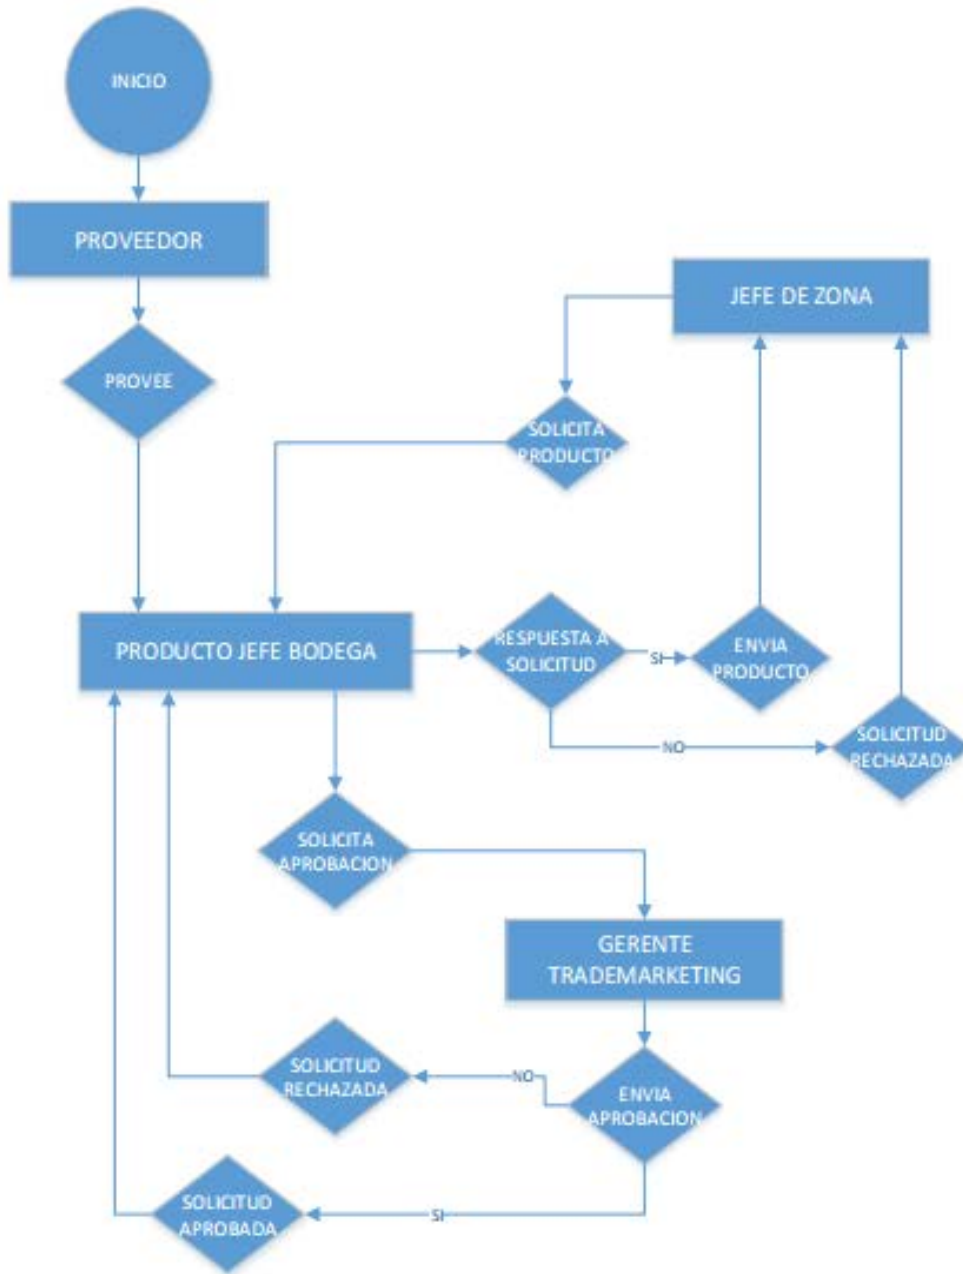 INICIO
PROVEEDOR
JEFE DE ZONA
PROVEE
SOLICITA
PRODUCTO
PRODUCTO JEFE BODEGA
RESPUESTA A
SOLICITUD
SI
ENVIA
PRODUCTO
NO
SOLICITUD
RECHAZADA
SOLICITA
APROBACION
GERENTE
TRADEMARKETING
SOLICITUD
RECHAZADA
NO
ENVIA
APROBACION
SOLICITUD
APROBADA
SI